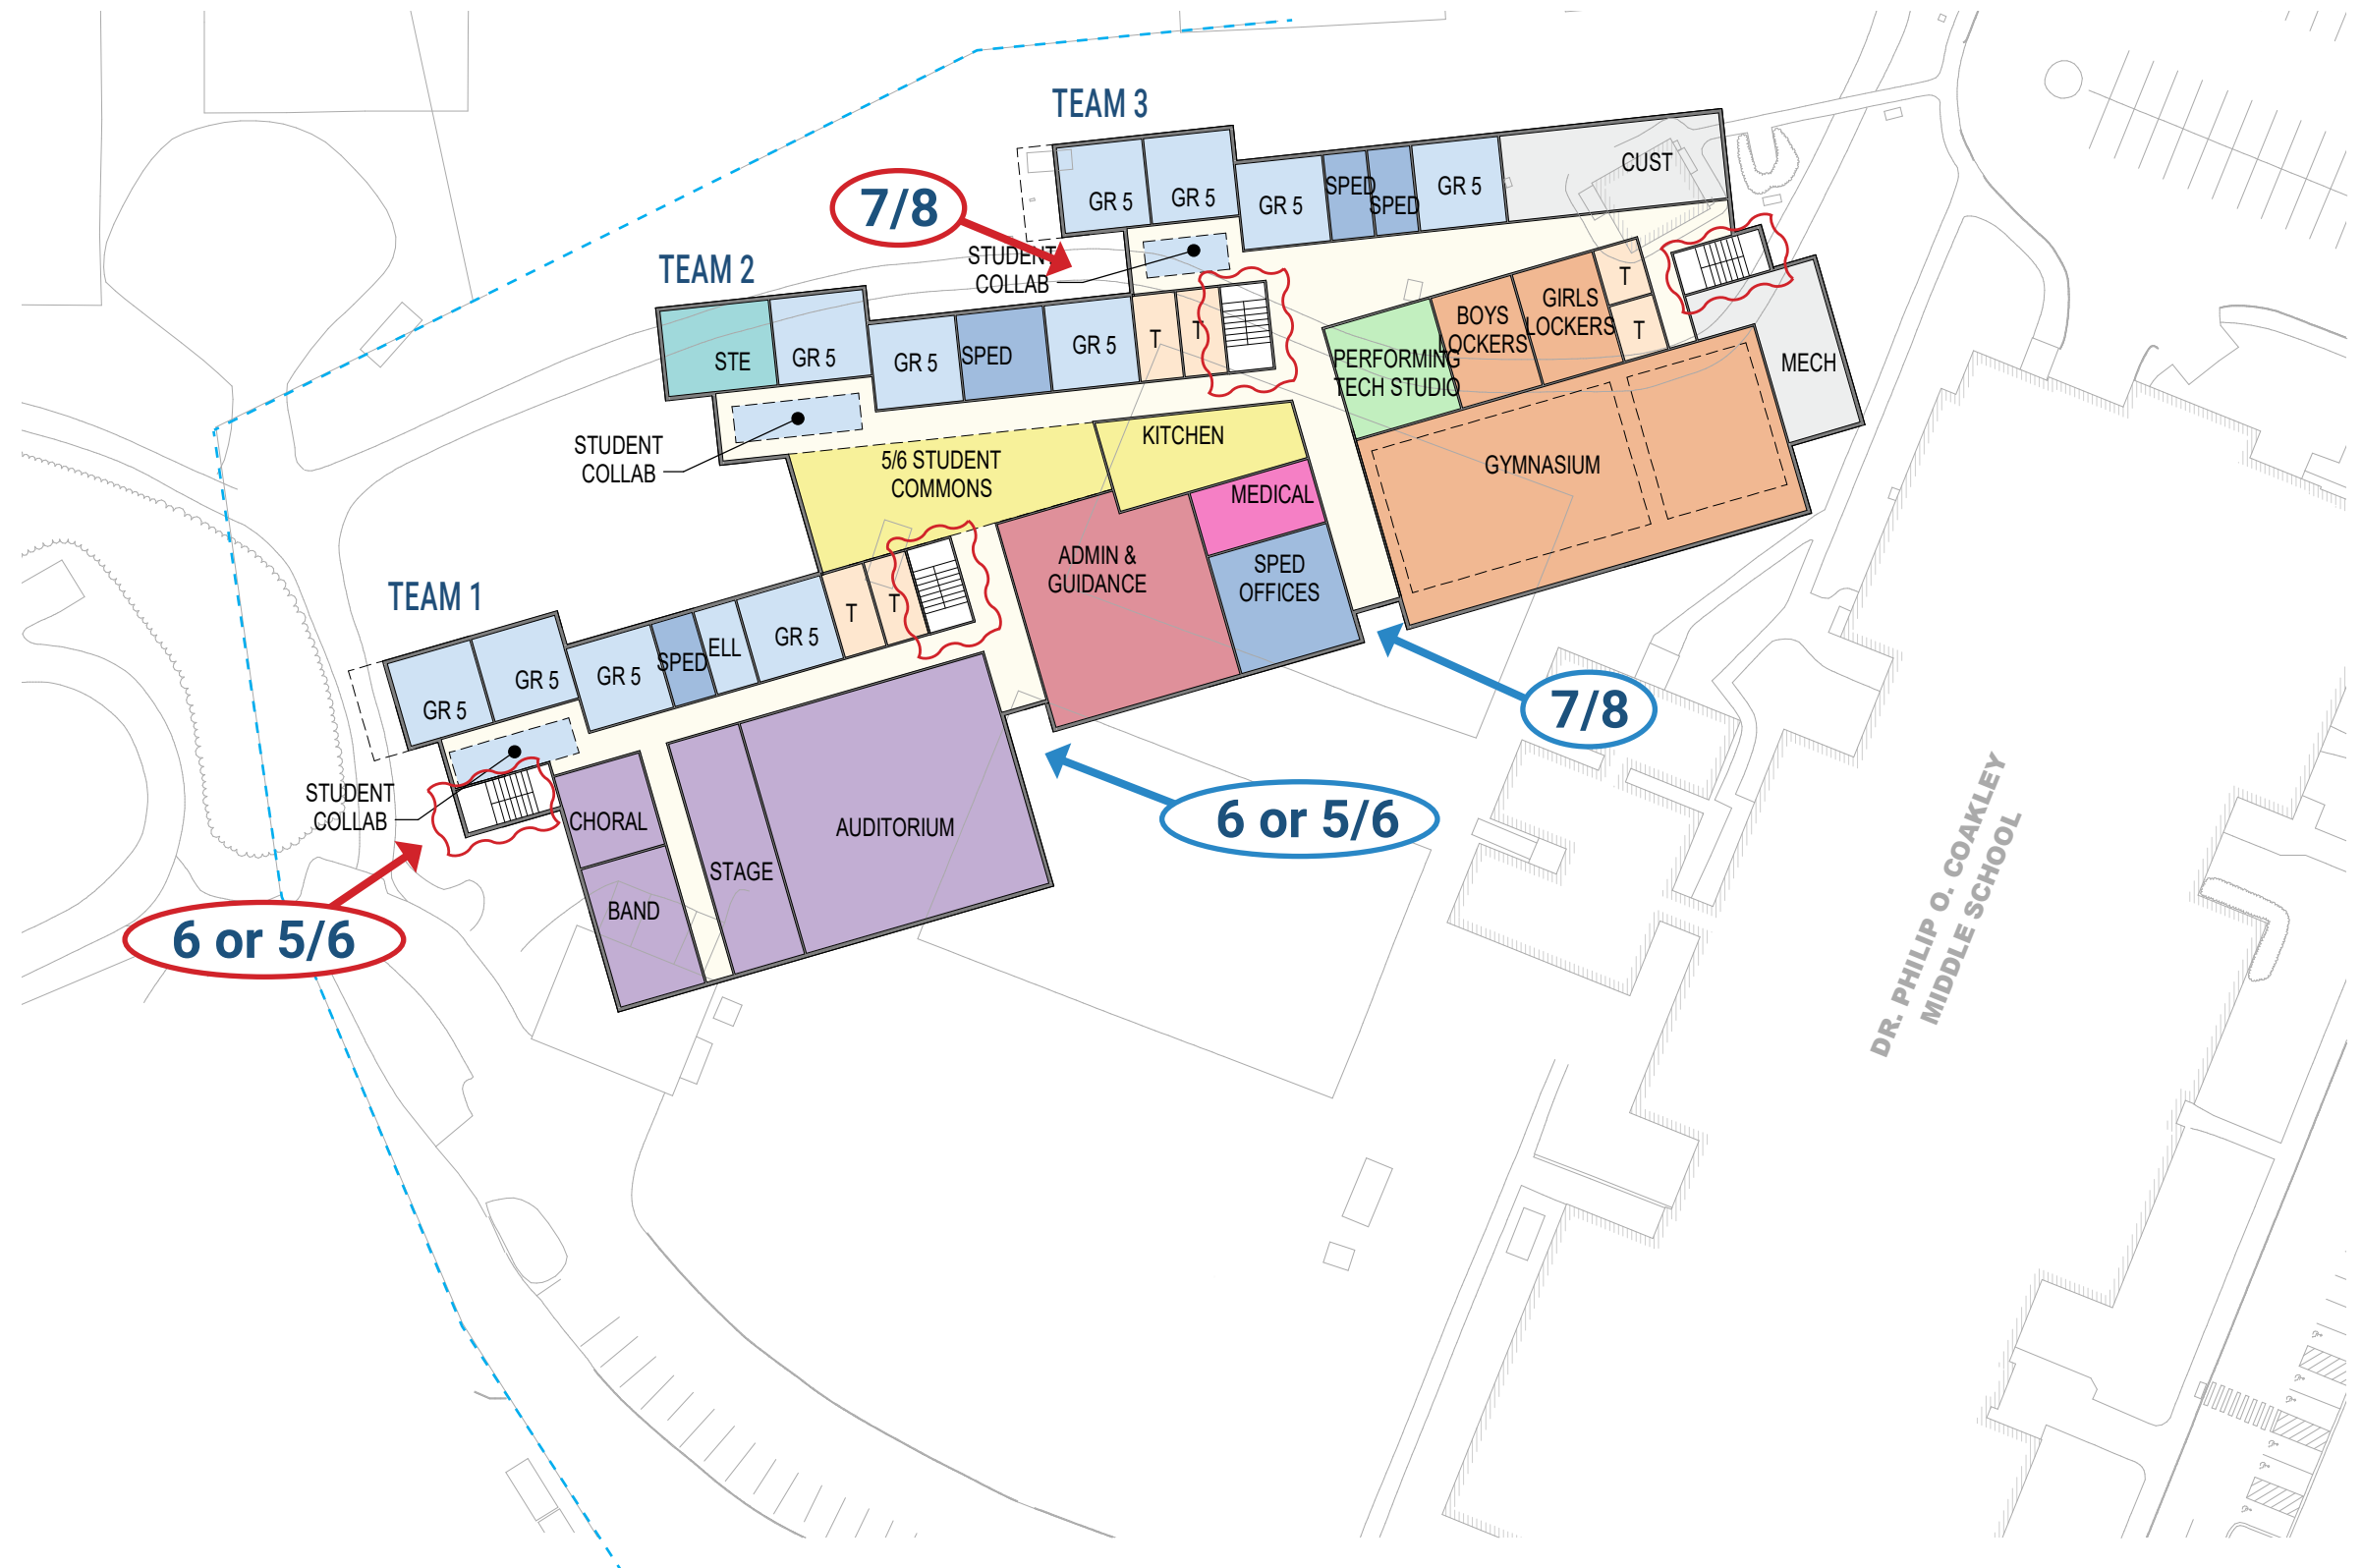 TEAM 3
GR 5
GR 5
GR 5
SPED
SPED
GR 5
CUST
7/8
STUDENT
COLLAB
TEAM 2
STE
GR 5
GR 5
SPED
GR 5
T
T
PERFORMING
TECH STUDIO
BOYS
LOCKERS
GIRLS
LOCKERS
T
T
MECH
STUDENT
COLLAB
5/6 STUDENT
COMMONS
KITCHEN
MEDICAL
GYMNASIUM
ADMIN &
GUIDANCE
SPED
OFFICES
TEAM 1
GR 5
GR 5
GR 5
SPED
ELL
GR 5
T
T
7/8
STUDENT
COLLAB
CHORAL
BAND
STAGE
AUDITORIUM
6 or 5/6
6 or 5/6
DR. PHILIP O. COAKLEY
MIDDLE SCHOOL